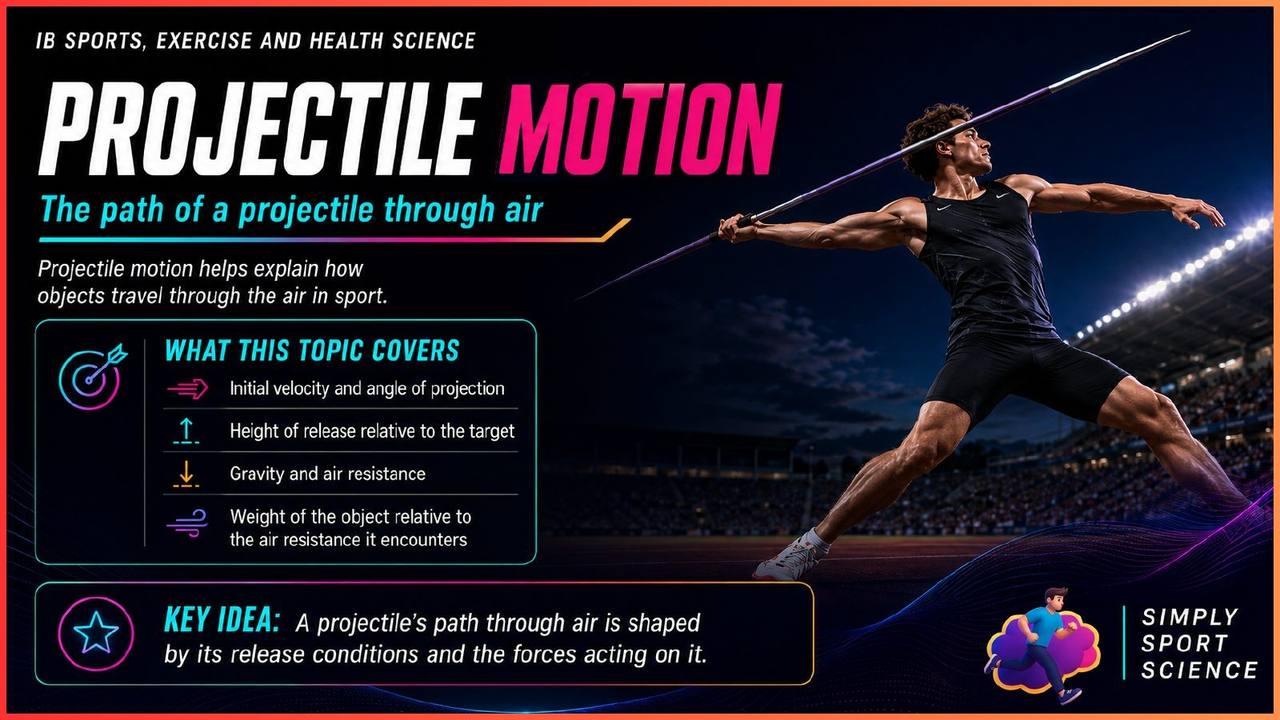 IB SPORTS, EXERCISE AND HEALTH SCIENCE
PROJECTILE MOTION
The path of a projectile through air
Projectile motion helps explain how
objects travel through the air in sport.
WHAT THIS TOPIC COVERS
Initial velocity and angle of projection
Height of release relative to the target
Gravity and air resistance
Weight of the object relative to
the air resistance it encounters
KEY IDEA: A projectile's path through air is shaped
by its release conditions and the forces acting on it.
SIMPLY
SPORT
SCIENCE